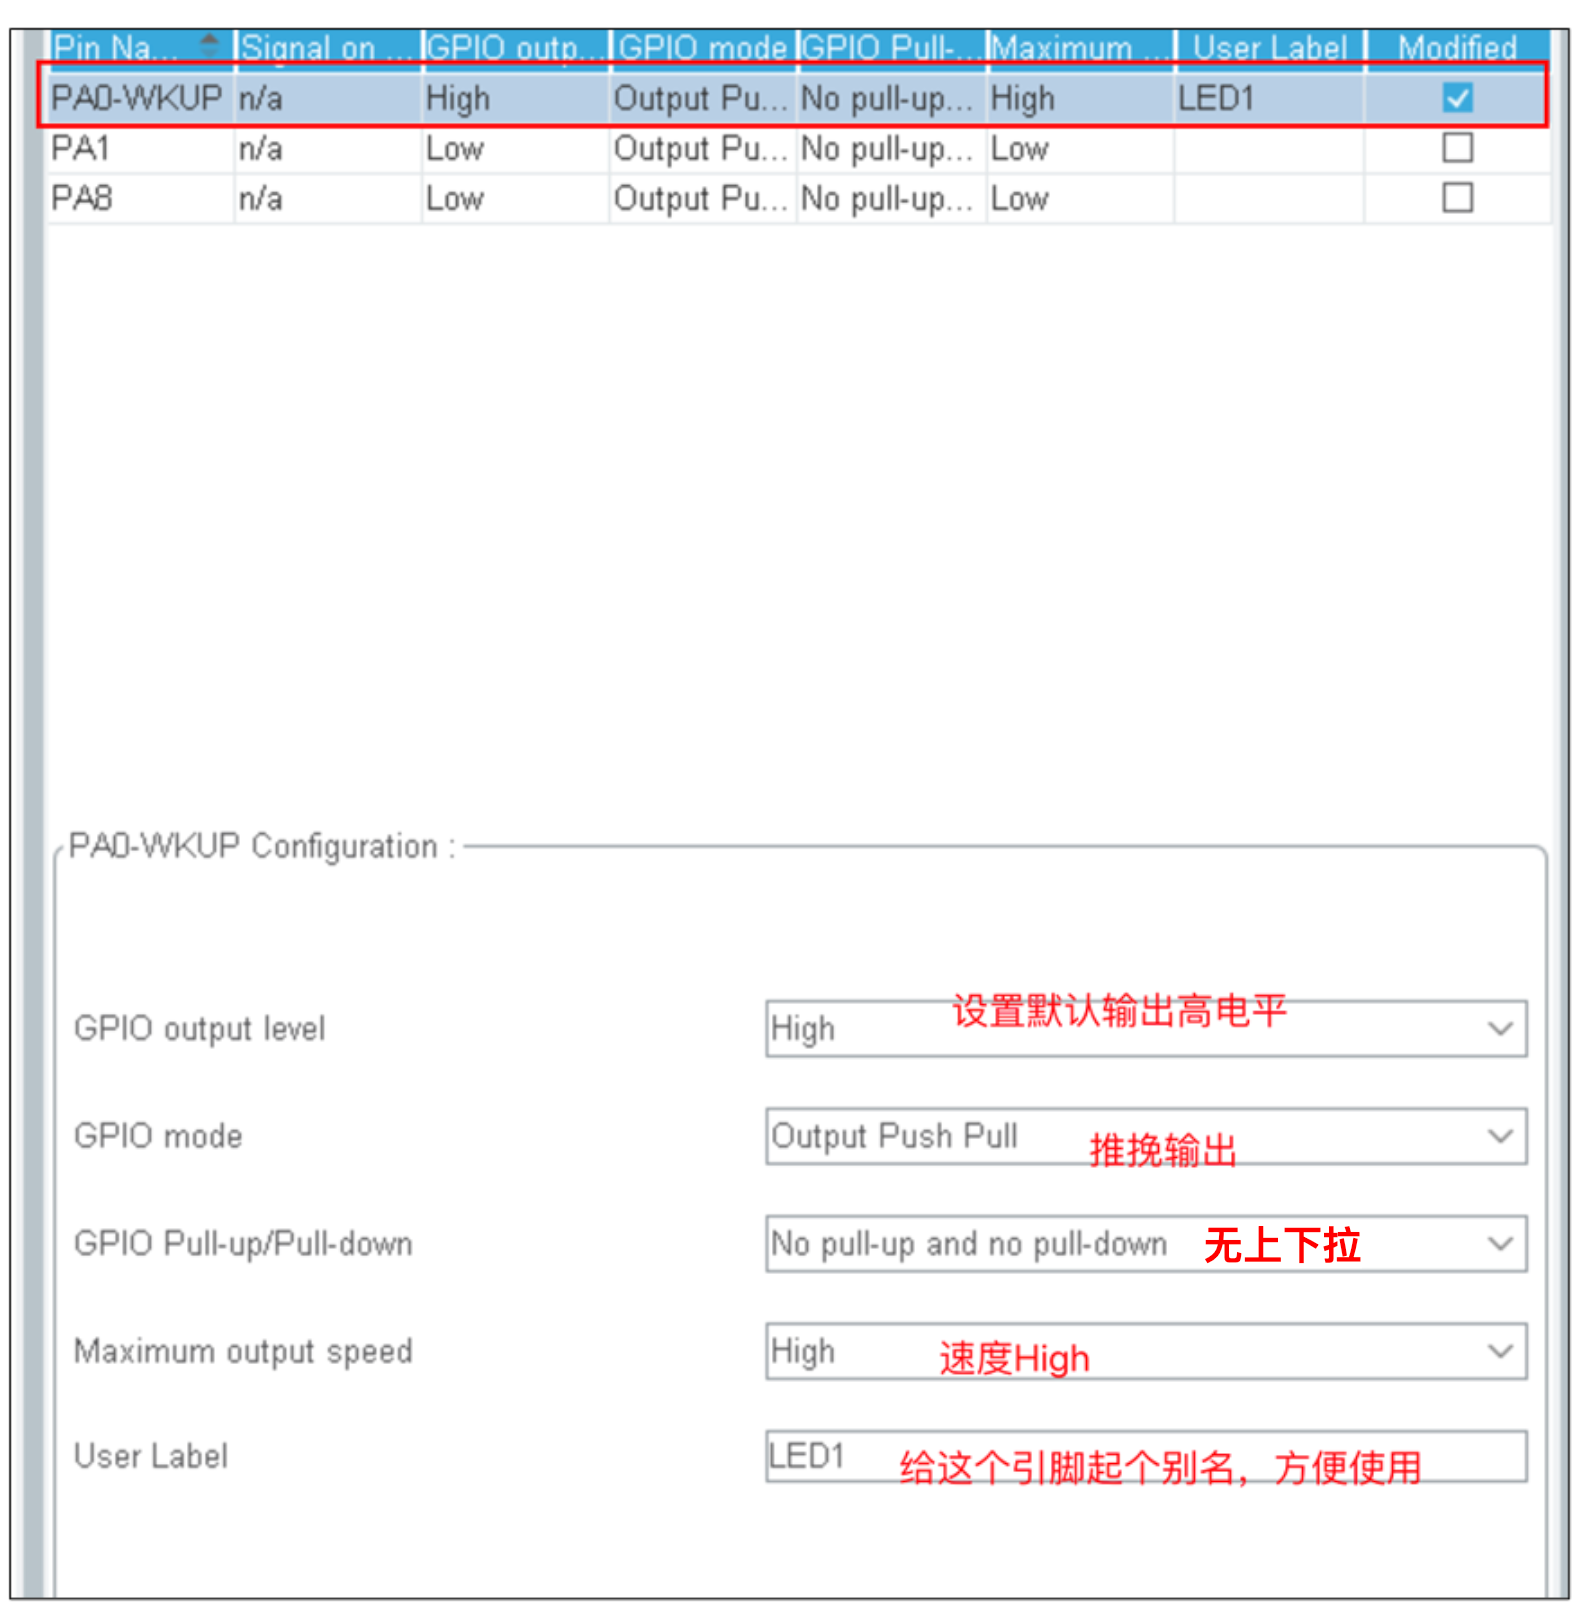 Pin Na... Signal on ... GPIO outp... GPIO mode GPIO Pull-... Maximum ... User Label Modified
PA0-WKUP n/a High Output Pu... No pull-up... High LED1
PA1 n/a Low Output Pu... No pull-up... Low
PA8 n/a Low Output Pu... No pull-up... Low
PA0-WKUP Configuration :
GPIO output level High 设置默认输出高电平
GPIO mode Output Push Pull 推挽输出
GPIO Pull-up/Pull-down No pull-up and no pull-down 无上下拉
Maximum output speed High 速度High
User Label LED1 给这个引脚起个别名，方便使用